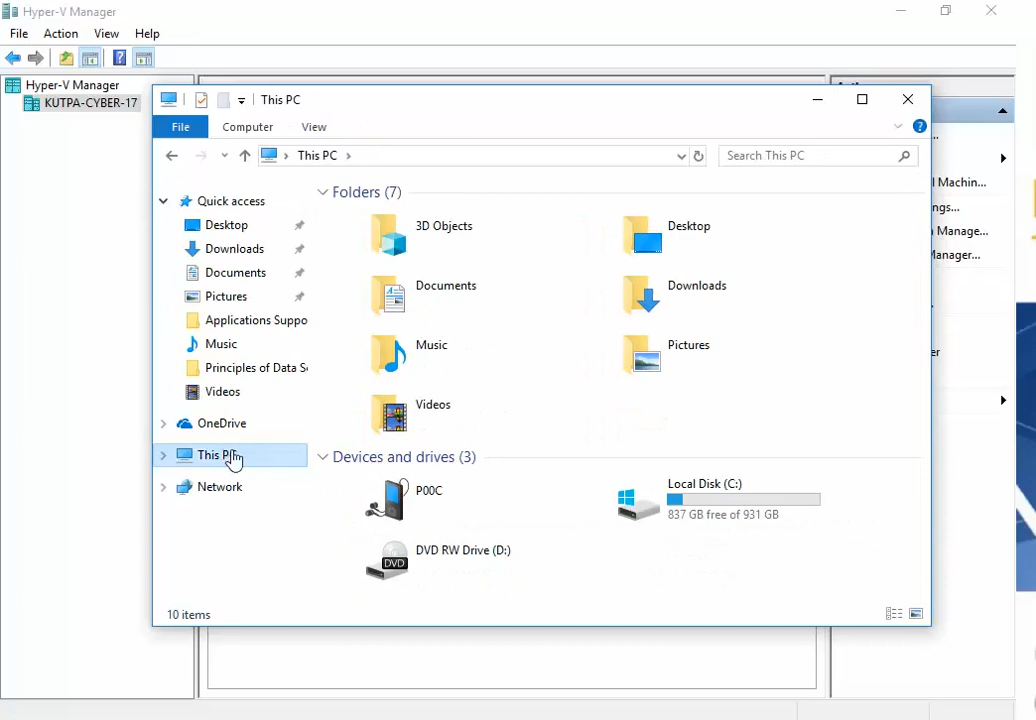 Hyper-V Manager
File Action View Help
Hyper-V Manager
KUTPA-CYBER-17
This PC
File Computer View
This PC
Search This PC
Quick access
Desktop
Downloads
Documents
Pictures
Applications Suppo
Music
Principles of Data S
Videos
OneDrive
This P
Network
Folders (7)
3D Objects
Desktop
Documents
Downloads
Music
Pictures
Videos
Devices and drives (3)
P00C
Local Disk (C:)
837 GB free of 931 GB
DVD RW Drive (D:)
DVD
10 items
l Machin...
ngs...
Manage...
Manager...
er